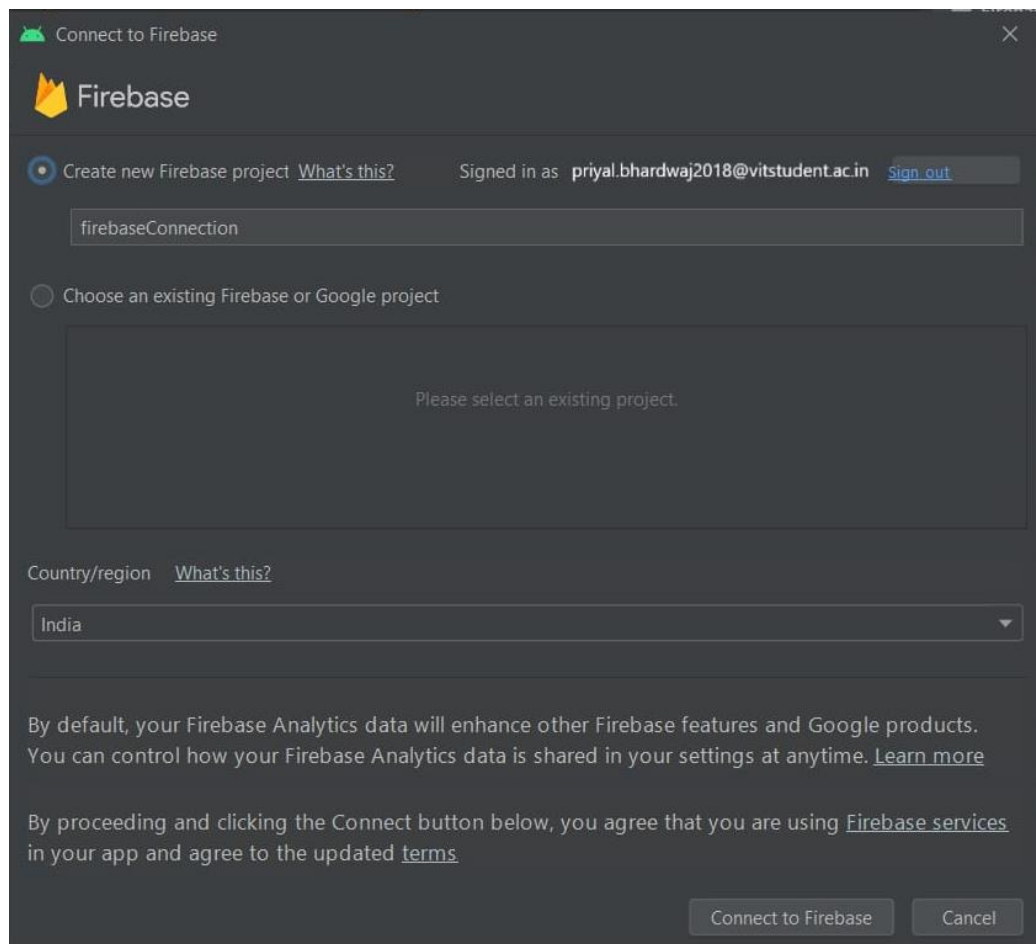 Connect to Firebase
Firebase
Create new Firebase project What's this? Signed in as priyal.bhardwaj2018@vitstudent.ac.in Sign out
firebaseConnection
Choose an existing Firebase or Google project
Please select an existing project.
Country/region What's this?
India
By default, your Firebase Analytics data will enhance other Firebase features and Google products.
You can control how your Firebase Analytics data is shared in your settings at anytime. Learn more
By proceeding and clicking the Connect button below, you agree that you are using Firebase services
in your app and agree to the updated terms
Connect to Firebase Cancel